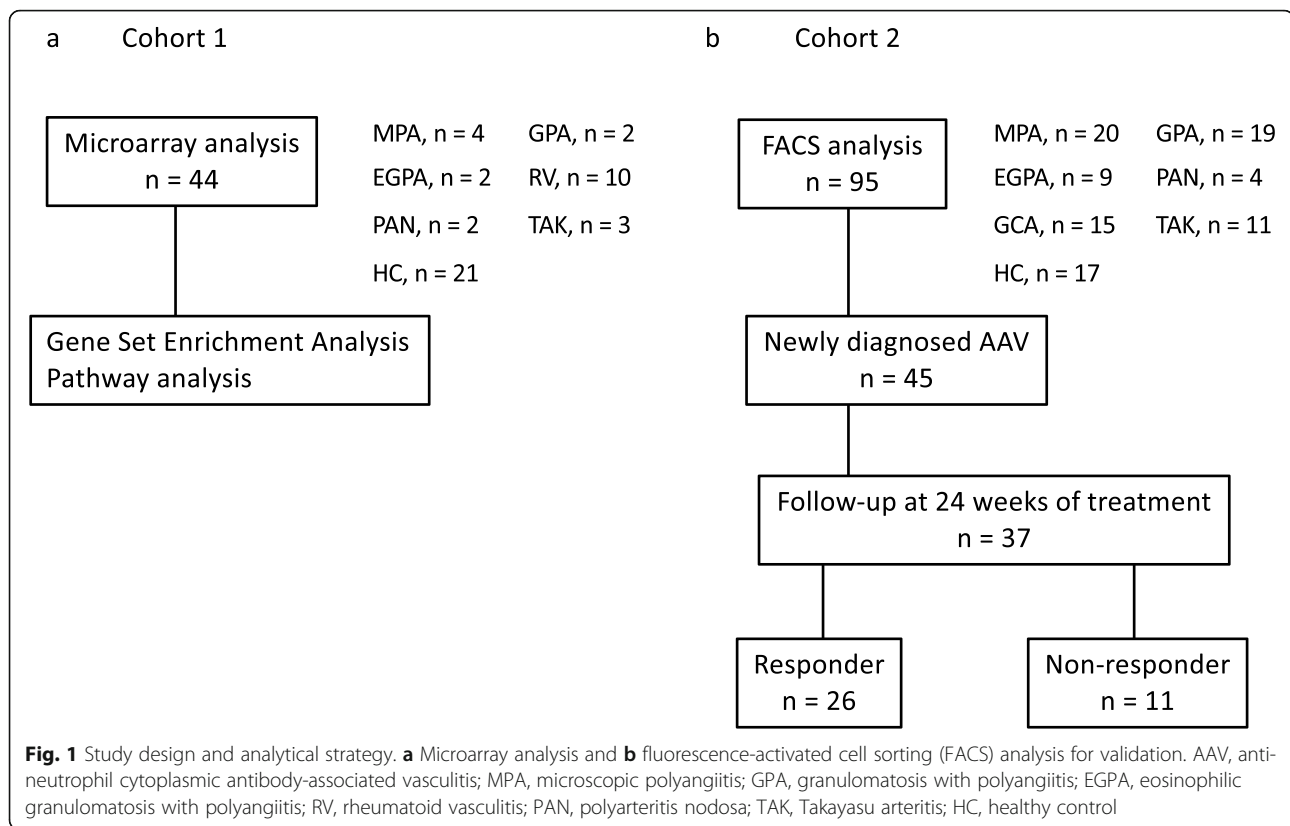 a Cohort 1
Microarray analysis
n = 44
MPA, n = 4 GPA, n = 2
EGPA, n = 2 RV, n = 10
PAN, n = 2 TAK, n = 3
HC, n = 21
Gene Set Enrichment Analysis
Pathway analysis
b Cohort 2
FACS analysis
n = 95
MPA, n = 20 GPA, n = 19
EGPA, n = 9 PAN, n = 4
GCA, n = 15 TAK, n = 11
HC, n = 17
Newly diagnosed AAV
n = 45
Follow-up at 24 weeks of treatment
n = 37
Responder
n = 26
Non-responder
n = 11
Fig. 1 Study design and analytical strategy. a Microarray analysis and b fluorescence-activated cell sorting (FACS) analysis for validation. AAV, anti-
neutrophil cytoplasmic antibody-associated vasculitis; MPA, microscopic polyangiitis; GPA, granulomatosis with polyangiitis; EGPA, eosinophilic
granulomatosis with polyangiitis; RV, rheumatoid vasculitis; PAN, polyarteritis nodosa; TAK, Takayasu arteritis; HC, healthy control